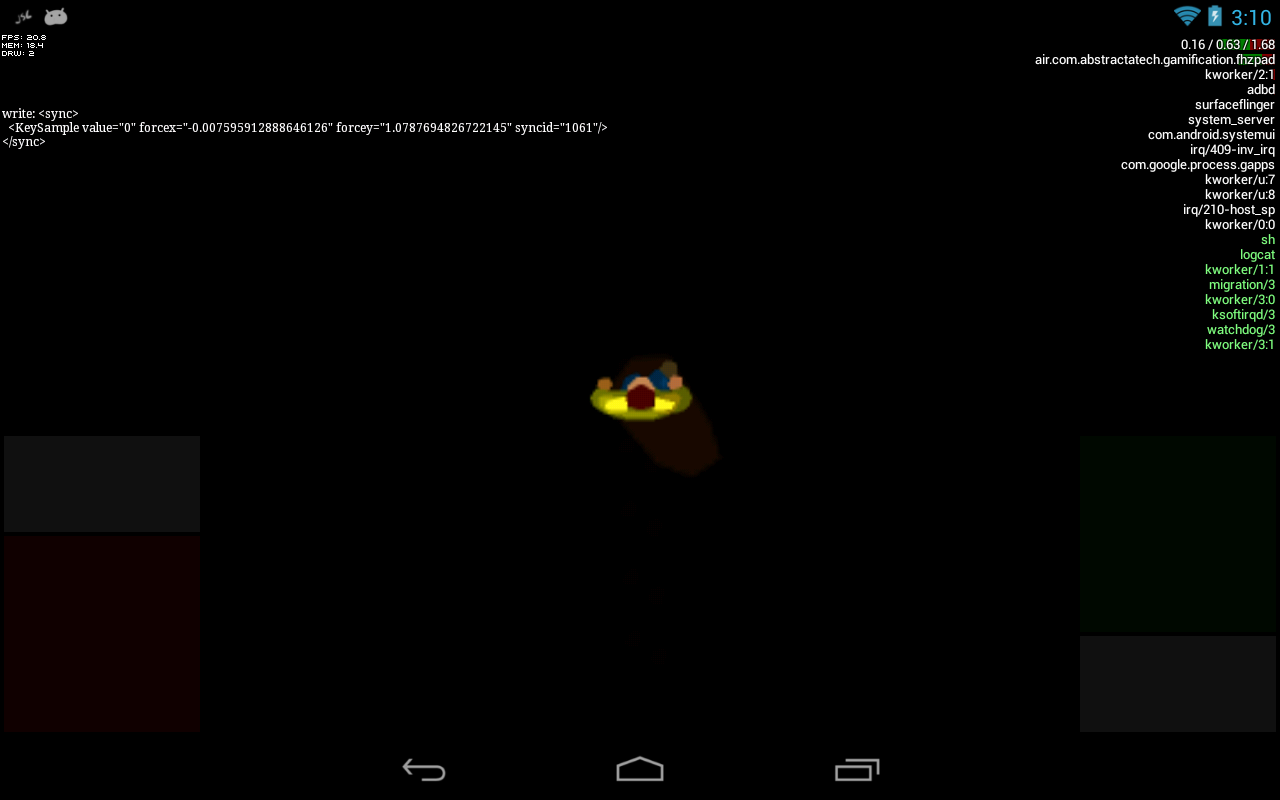 3:10
FPS: 20.8
MEM: 18.4
DRW: 2
0.16 / 0.63 / 1.68
air.com.abstractatech.gamification.fhzpad
kworker/2:1
adbd
surfaceflinger
system_server
com.android.systemui
irq/409-inv_irq
com.google.process.gapps
kworker/u:7
kworker/u:8
irq/210-host_sp
kworker/0:0
sh
logcat
kworker/1:1
migration/3
kworker/3:0
ksoftirqd/3
watchdog/3
kworker/3:1
write: <sync>
<KeySample value="0" forcex="-0.007595912888646126" forcey="1.0787694826722145" syncid="1061"/>
</sync>